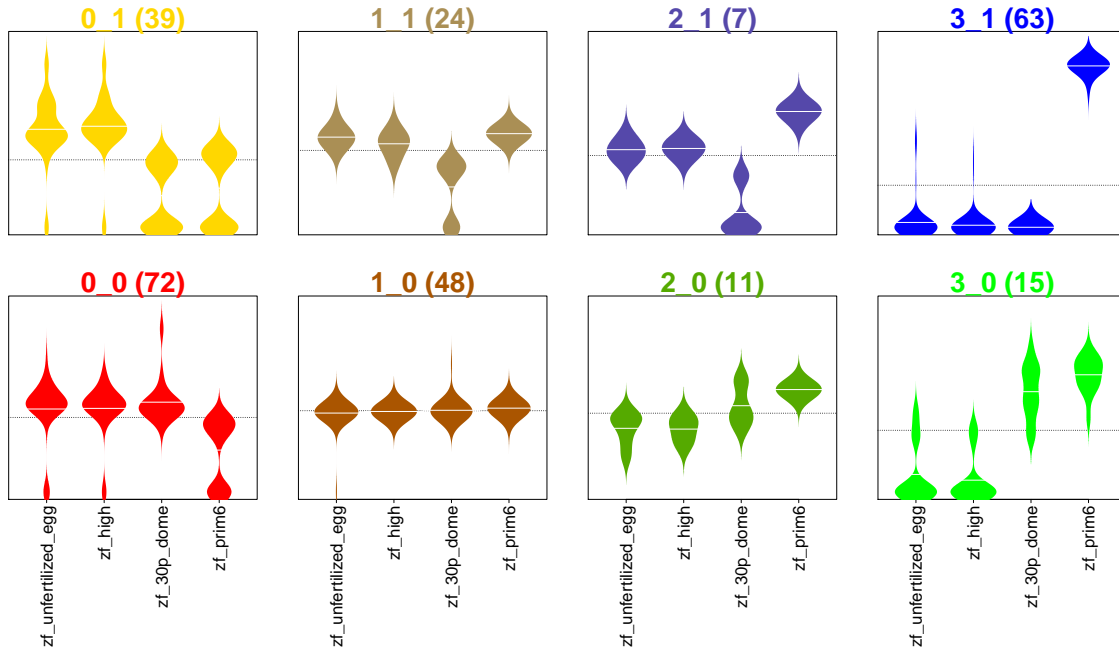 0_1 (39)
1_1 (24)
2_1 (7)
3_1 (63)
0_0 (72)
1_0 (48)
2_0 (11)
3_0 (15)
zf_unfertilized_egg
zf_high
zf_30p_dome
zf_prim6
zf_unfertilized_egg
zf_high
zf_30p_dome
zf_prim6
zf_unfertilized_egg
zf_high
zf_30p_dome
zf_prim6
zf_unfertilized_egg
zf_high
zf_30p_dome
zf_prim6